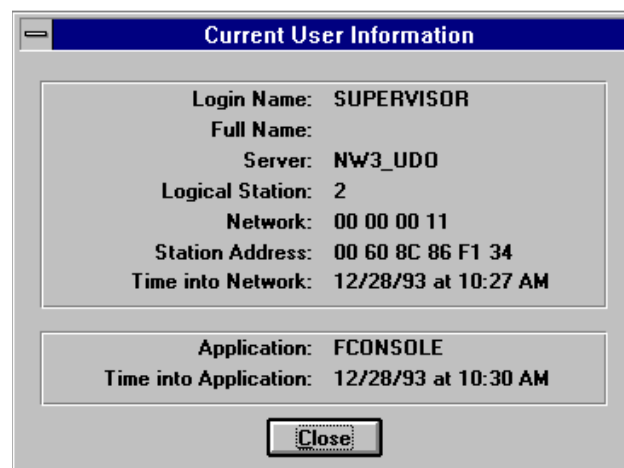 Current User Information
Login Name: SUPERVISOR
Full Name:
Server: NW3_UDO
Logical Station: 2
Network: 00 00 00 11
Station Address: 00 60 8C 86 F1 34
Time into Network: 12/28/93 at 10:27 AM
Application: FCONSOLE
Time into Application: 12/28/93 at 10:30 AM
Close